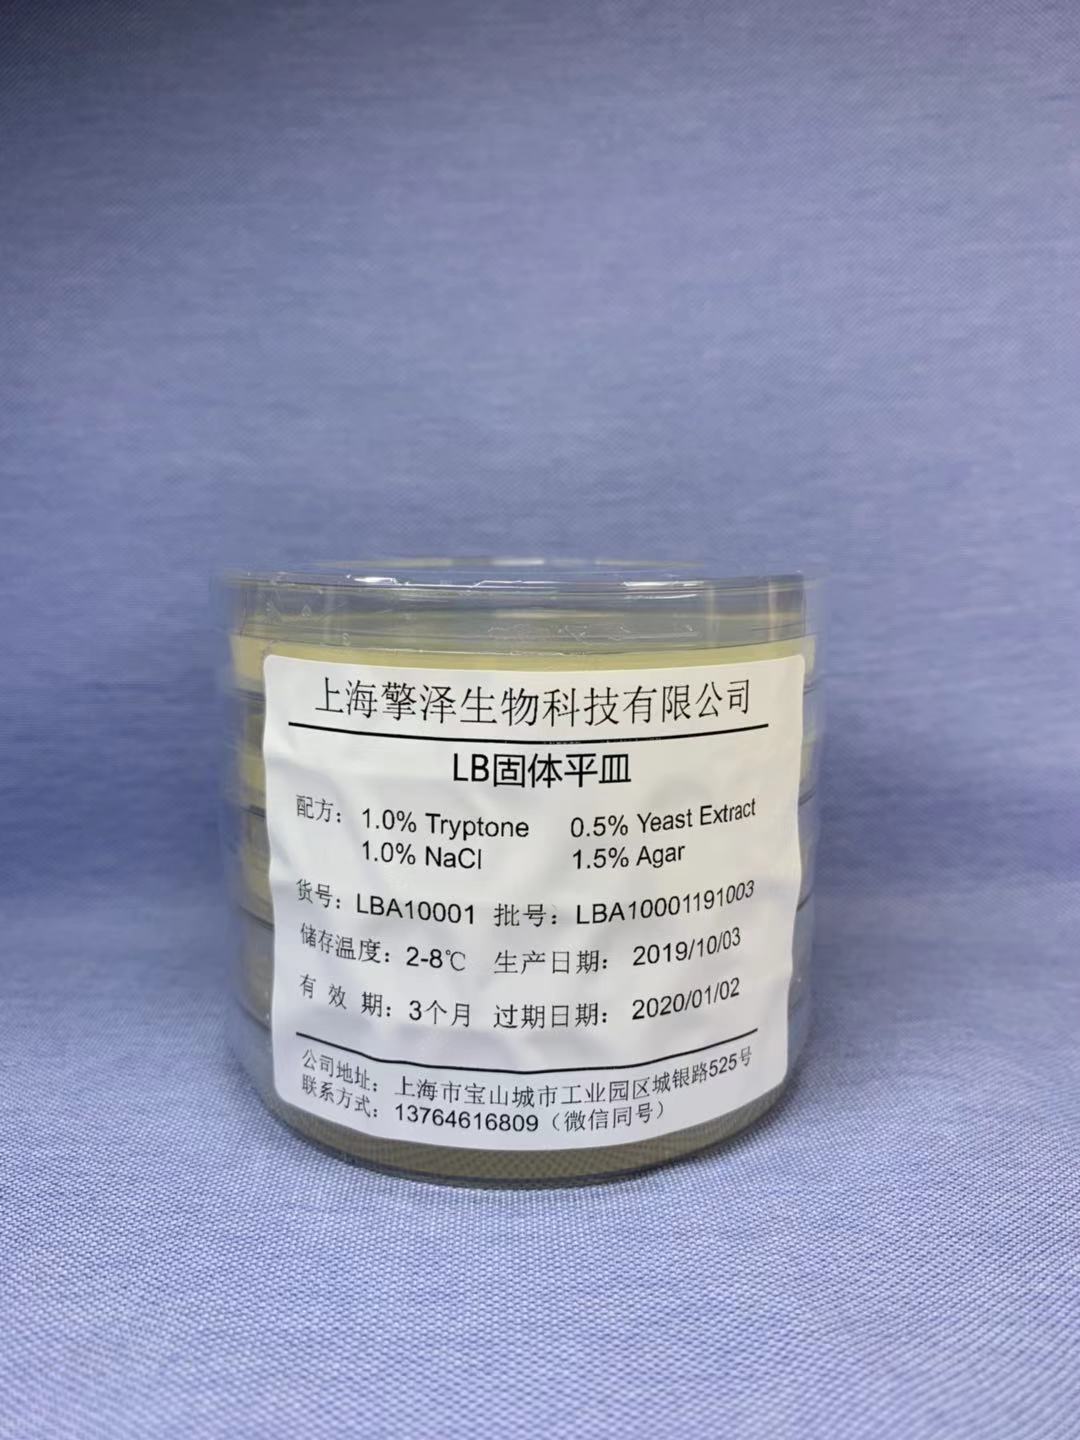 上海擎泽生物科技有限公司
LB固体平皿
配方：1.0% Tryptone 0.5% Yeast Extract
1.0% NaCl 1.5% Agar
货号：LBA10001 批号：LBA10001191003
储存温度：2-8℃ 生产日期：2019/10/03
有效期：3个月 过期日期：2020/01/02
公司地址：上海市宝山城市工业园区城银路525号
联系方式：13764616809（微信同号）